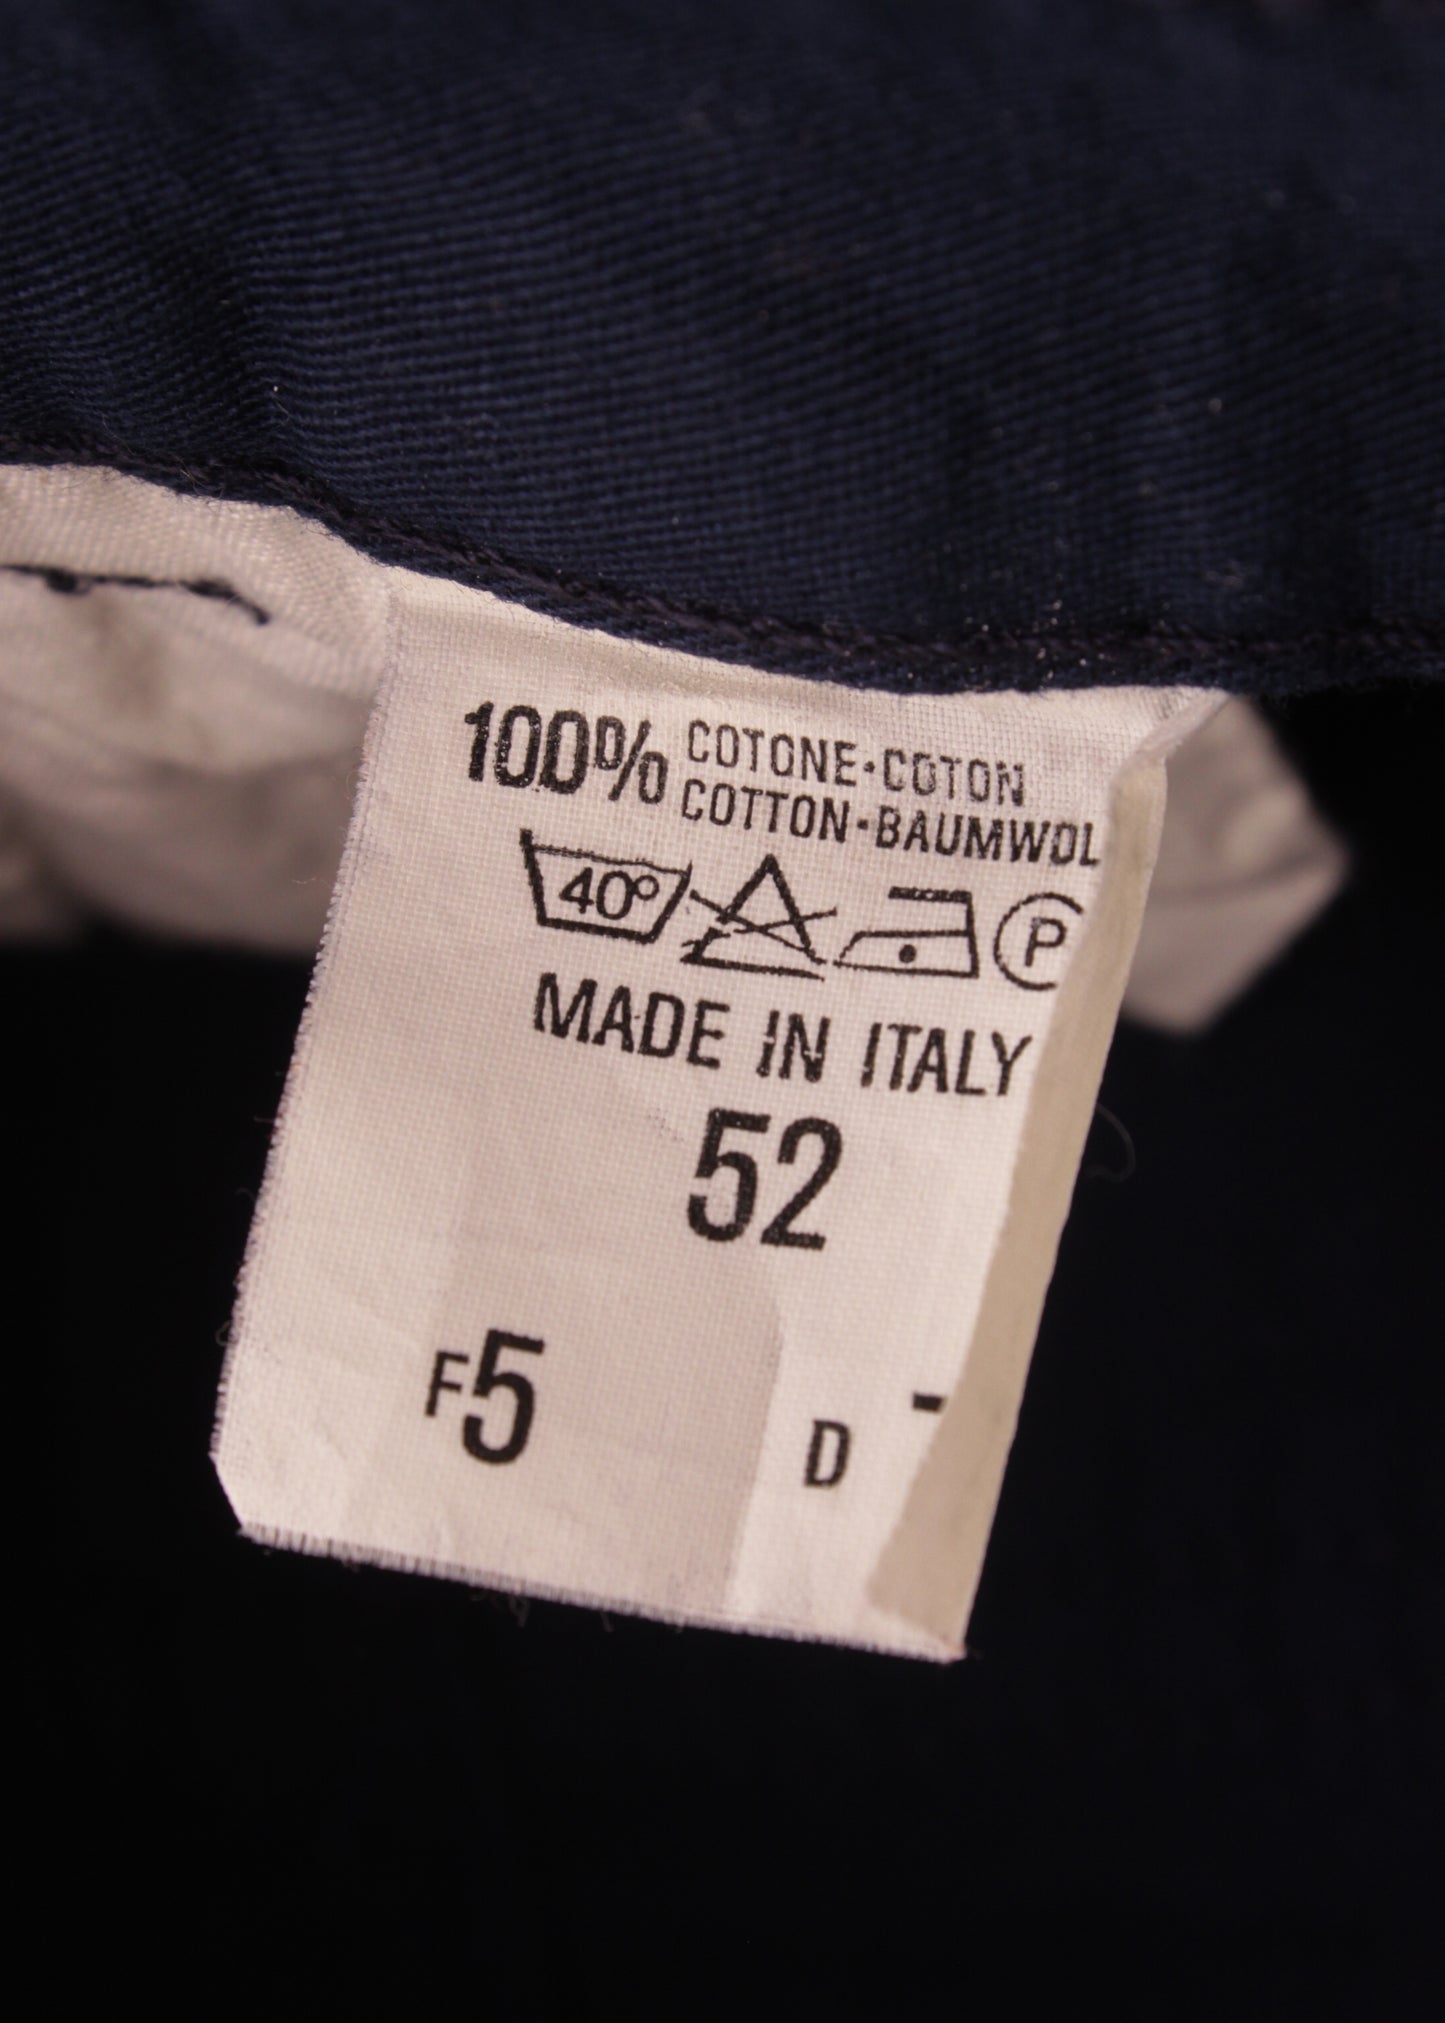 100% COTONE·COTON
COTTON·BAUMWOL
40° P
MADE IN ITALY
52
F5 D -